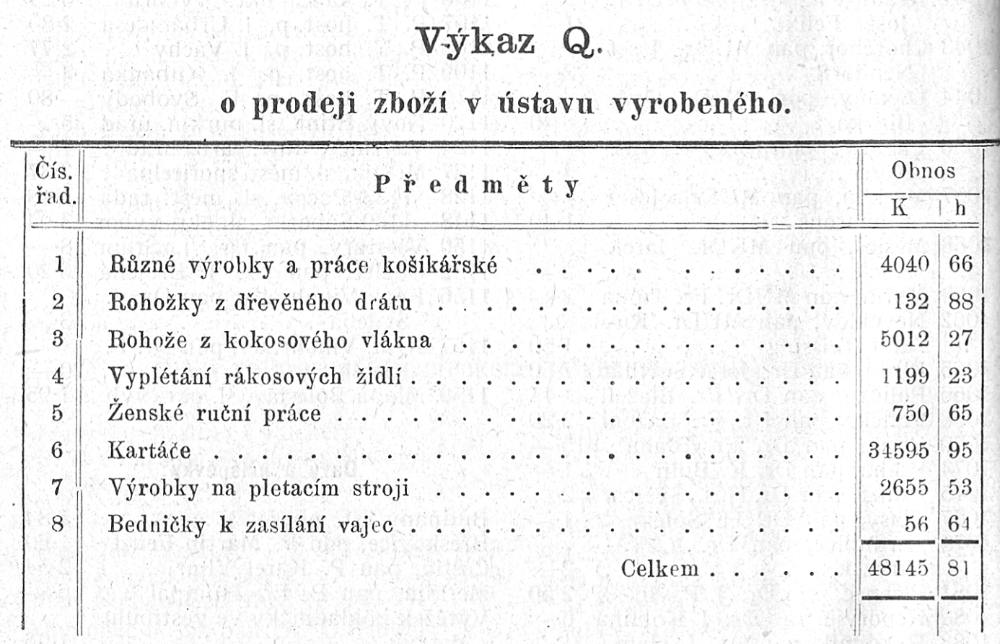 Výkaz Q.
o prodeji zboží v ústavu vyrobeného.
Čís. řad. Předměty Obnos
K h
1 Různé výrobky a práce košíkářské . . . . . . . . . . . . 4040 66
2 Rohožky z dřevěného drátu . . . . . . . . . . . . . . . . . 132 88
3 Rohože z kokosového vlákna . . . . . . . . . . . . . . . 5012 27
4 Vyplétání rákosových židlí . . . . . . . . . . . . . . . . 1199 23
5 Ženské ruční práce . . . . . . . . . . . . . . . . . . . . . 750 65
6 Kartáče . . . . . . . . . . . . . . . . . . . . . . . . . . 34595 95
7 Výrobky na pletacím stroji . . . . . . . . . . . . . . . . . 2655 53
8 Bedničky k zasílání vajec . . . . . . . . . . . . . . . . . . 56 64
Celkem . . . . . . 48145 81